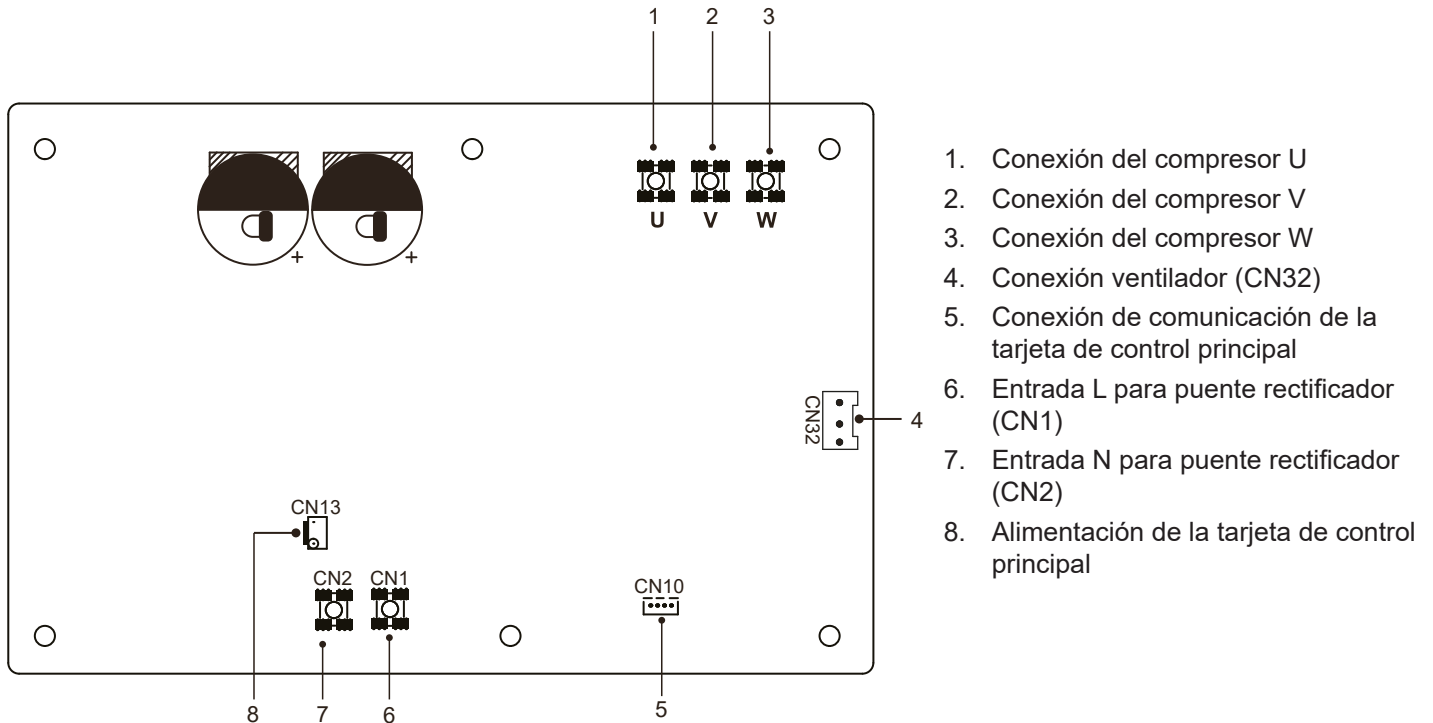 1 2 3
U V W
CN32
4
CN13
CN2 CN1
CN10
8 7 6 5
1. Conexión del compresor U
2. Conexión del compresor V
3. Conexión del compresor W
4. Conexión ventilador (CN32)
5. Conexión de comunicación de la
tarjeta de control principal
6. Entrada L para puente rectificador
(CN1)
7. Entrada N para puente rectificador
(CN2)
8. Alimentación de la tarjeta de control
principal